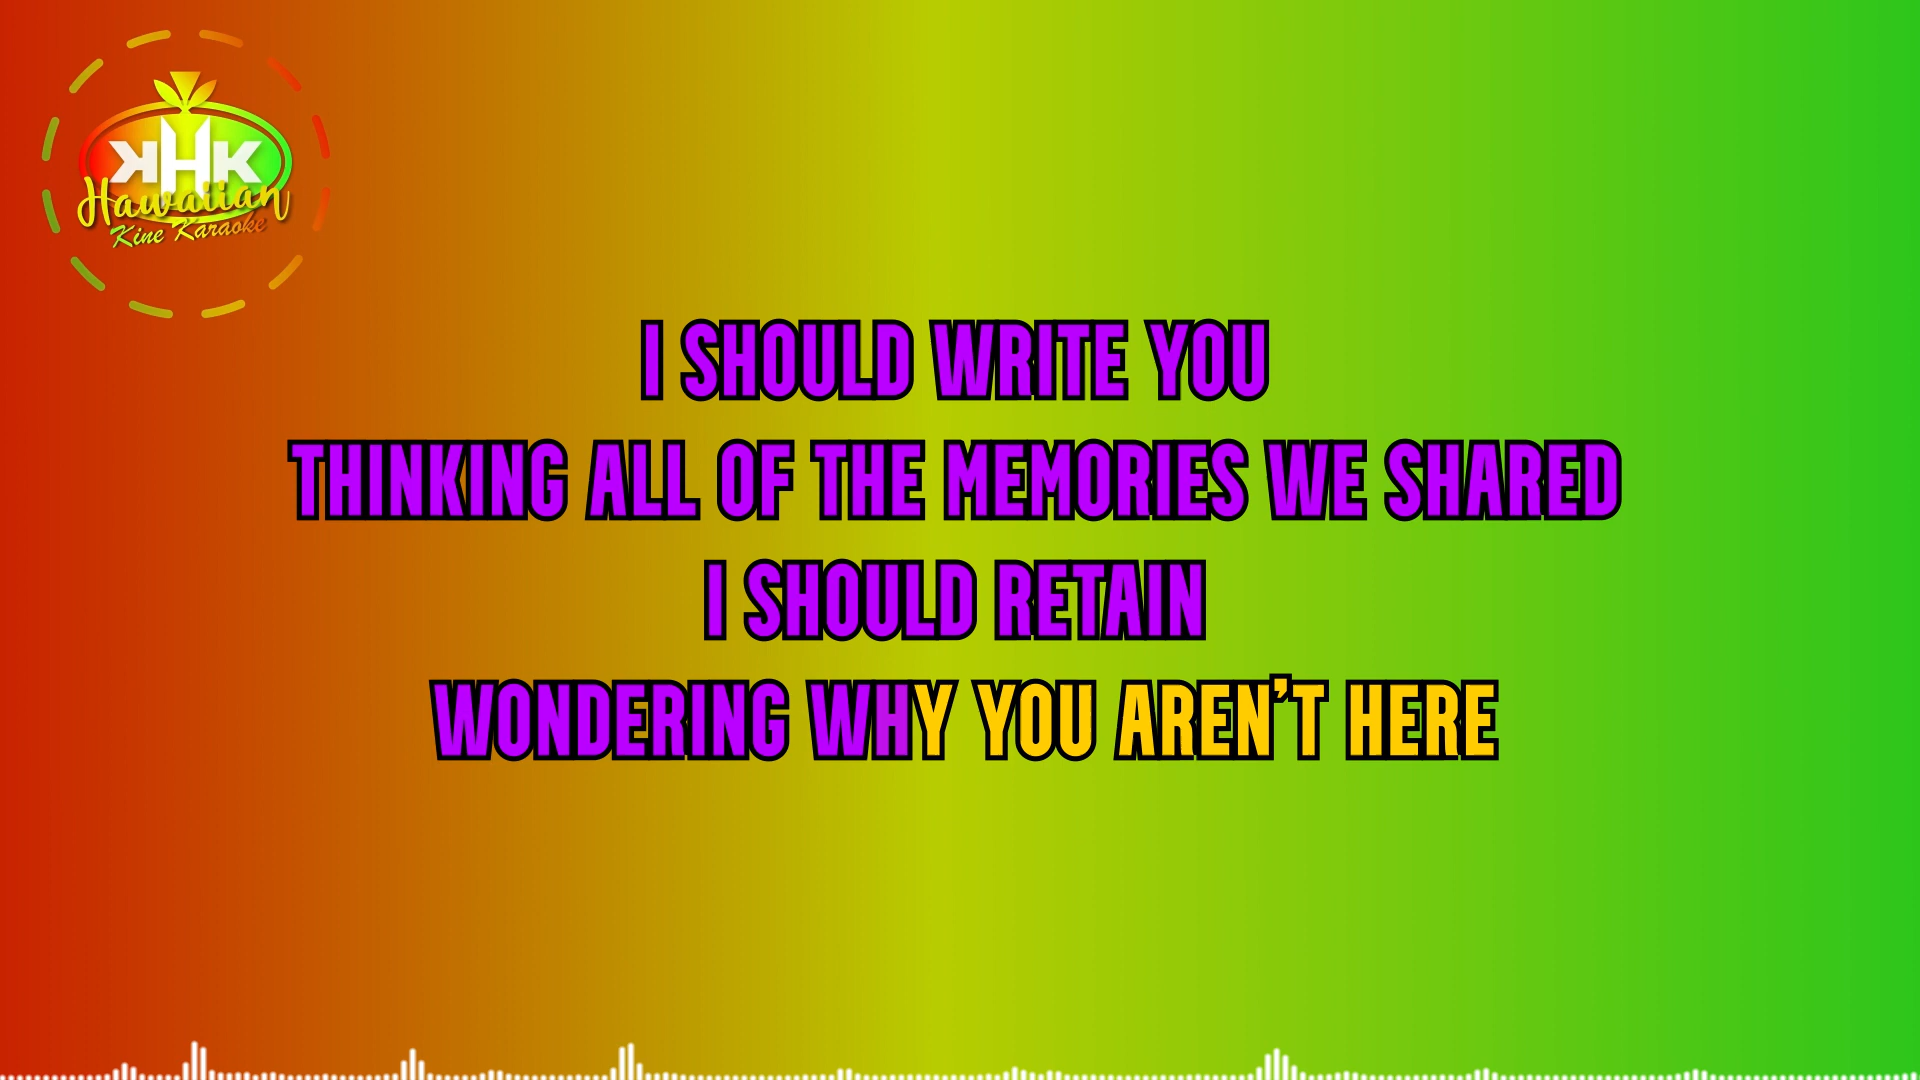 KHK
Hawaiian
Kine Karaoke
I SHOULD WRITE YOU
THINKING ALL OF THE MEMORIES WE SHARED
I SHOULD RETAIN
WONDERING WHY YOU AREN’T HERE